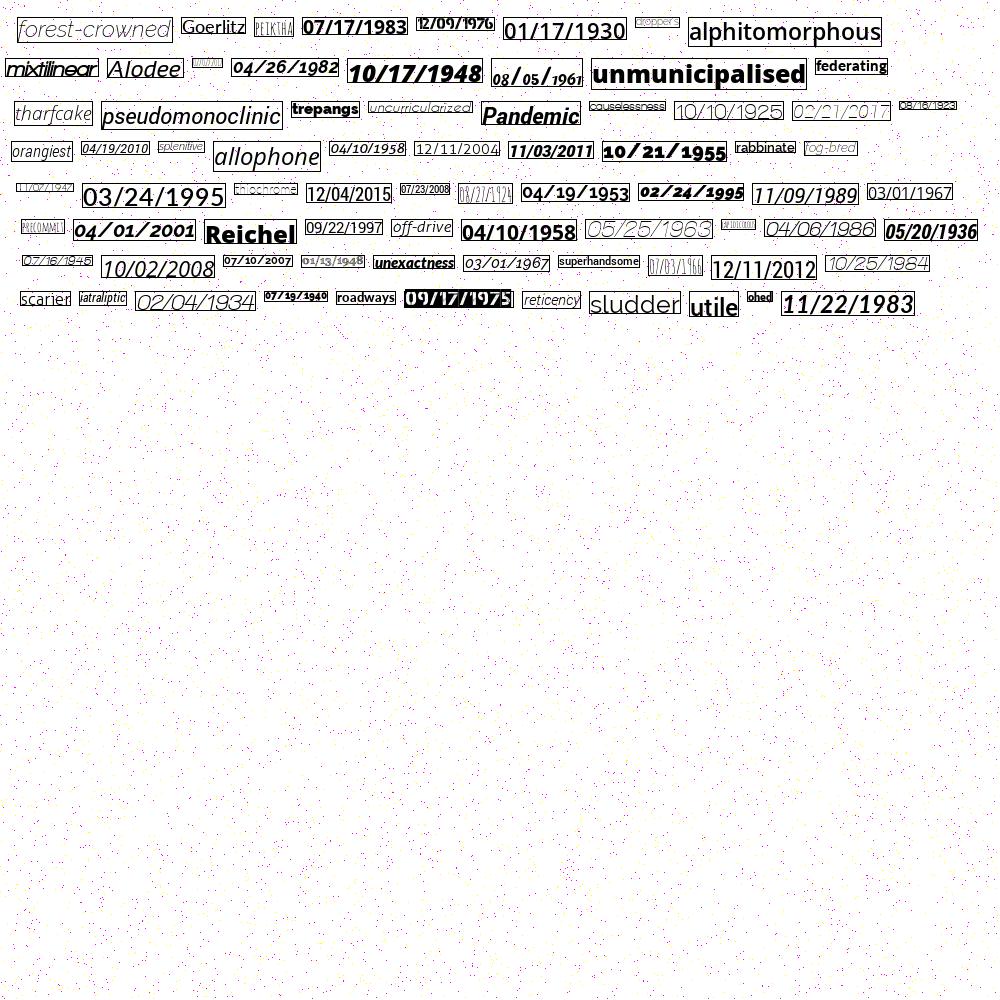 forest-crowned Goerlitz 07/17/1983 12/09/1976 01/17/1930 droppers alphitomorphous
mixtilinear Alodee 04/26/1982 10/17/1948 08/05/1961 unmunicipalised federating
tharfcake pseudomonoclinic trepangs uncurricularized Pandemic causelessness 10/10/1925 02/21/2017 08/16/1923
orangiest 04/19/2010 splenitive allophone 04/10/1958 12/11/2004 11/03/2011 10/21/1955 rabbinate fog-bred
11/07/1947 03/24/1995 thiochrome 12/04/2015 07/23/2008 08/27/1924 04/19/1953 02/24/1995 11/09/1989 03/01/1967
04/01/2001 Reichel 09/22/1997 off-drive 04/10/1958 05/25/1963 04/06/1986 05/20/1936
07/16/1945 10/02/2008 07/10/2007 01/13/1948 unexactness 03/01/1967 superhandsome 07/03/1966 12/11/2012 10/25/1984
scarier iatraliptic 02/04/1934 07/19/1940 roadways 09/17/1975 reticency sludder utile ohed 11/22/1983